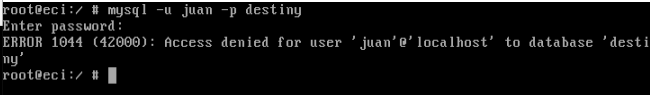 root@eci:/ # mysql -u juan -p destiny
Enter password:
ERROR 1044 (42000): Access denied for user 'juan'@'localhost' to database 'desti
ny'
root@eci:/ #